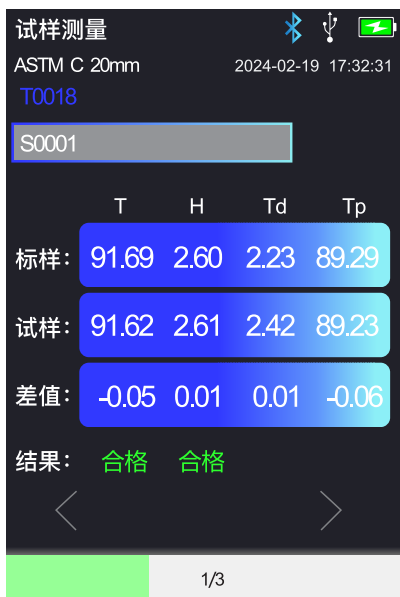 试样测量
ASTM C 20mm 2024-02-19 17:32:31
T0018
S0001
T H Td Tp
标样: 91.69 2.60 2.23 89.29
试样: 91.62 2.61 2.42 89.23
差值: -0.05 0.01 0.01 -0.06
结果: 合格 合格
1/3